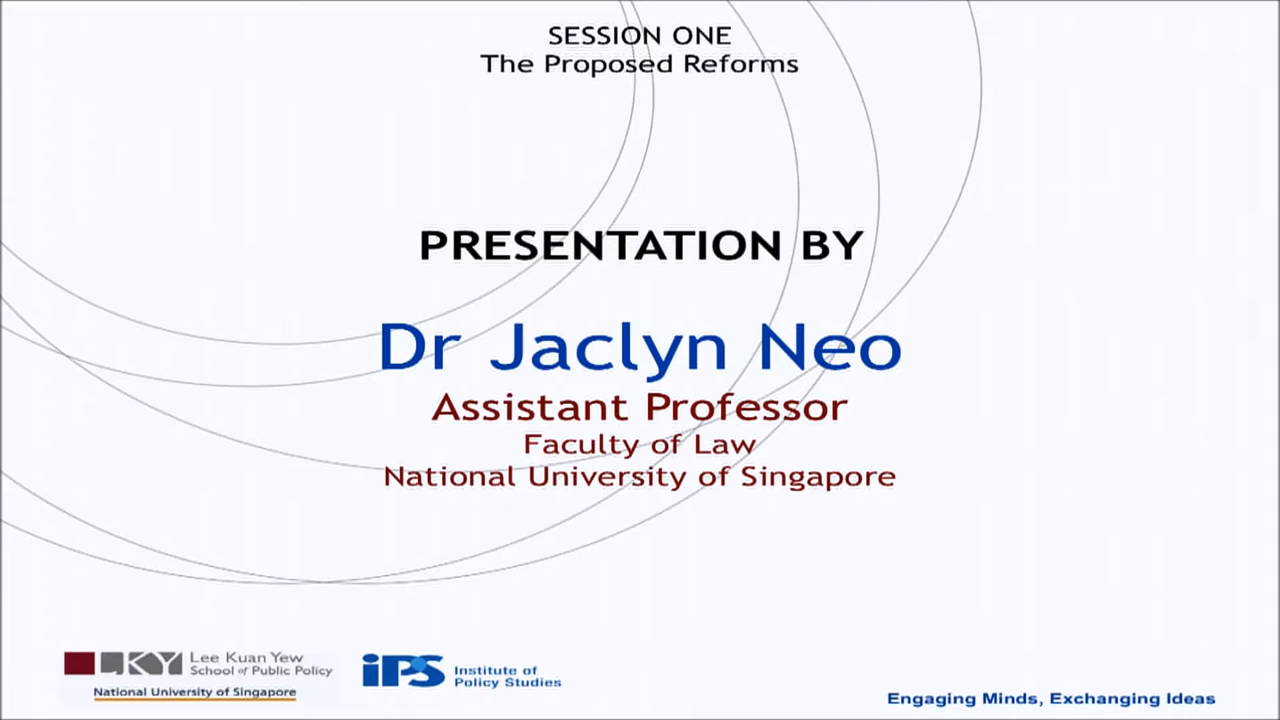 SESSION ONE
The Proposed Reforms
PRESENTATION BY
Dr Jaclyn Neo
Assistant Professor
Faculty of Law
National University of Singapore
LKY Lee Kuan Yew
School of Public Policy
National University of Singapore
iPS Institute of
Policy Studies
Engaging Minds, Exchanging Ideas